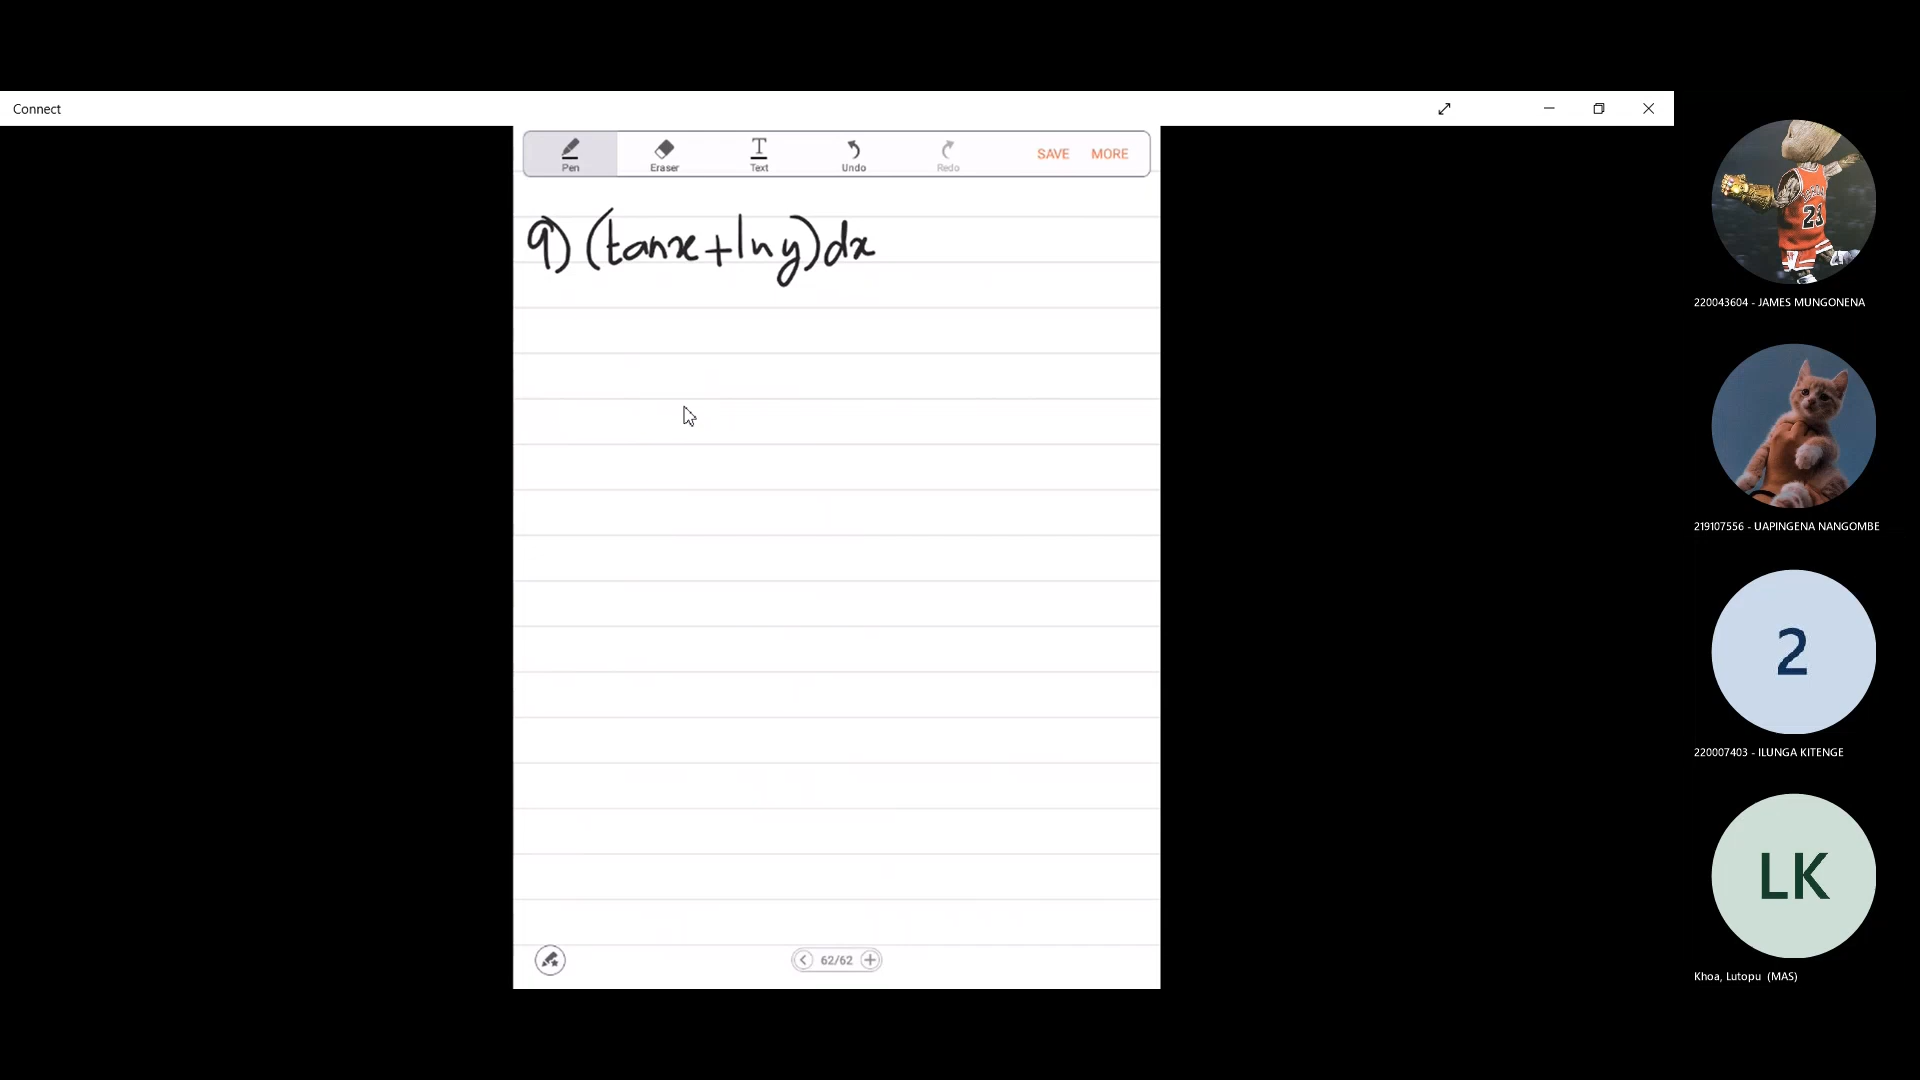 Connect
Pen
Eraser
T
Text
Undo
Redo
SAVE
MORE
9) (tanx+lny)dx
62/62
23
220043604 - JAMES MUNGONENA
219107556 - UAPINGENA NANGOMBE
2
220007403 - ILUNGA KITENGE
LK
Khoa, Lutopu (MAS)